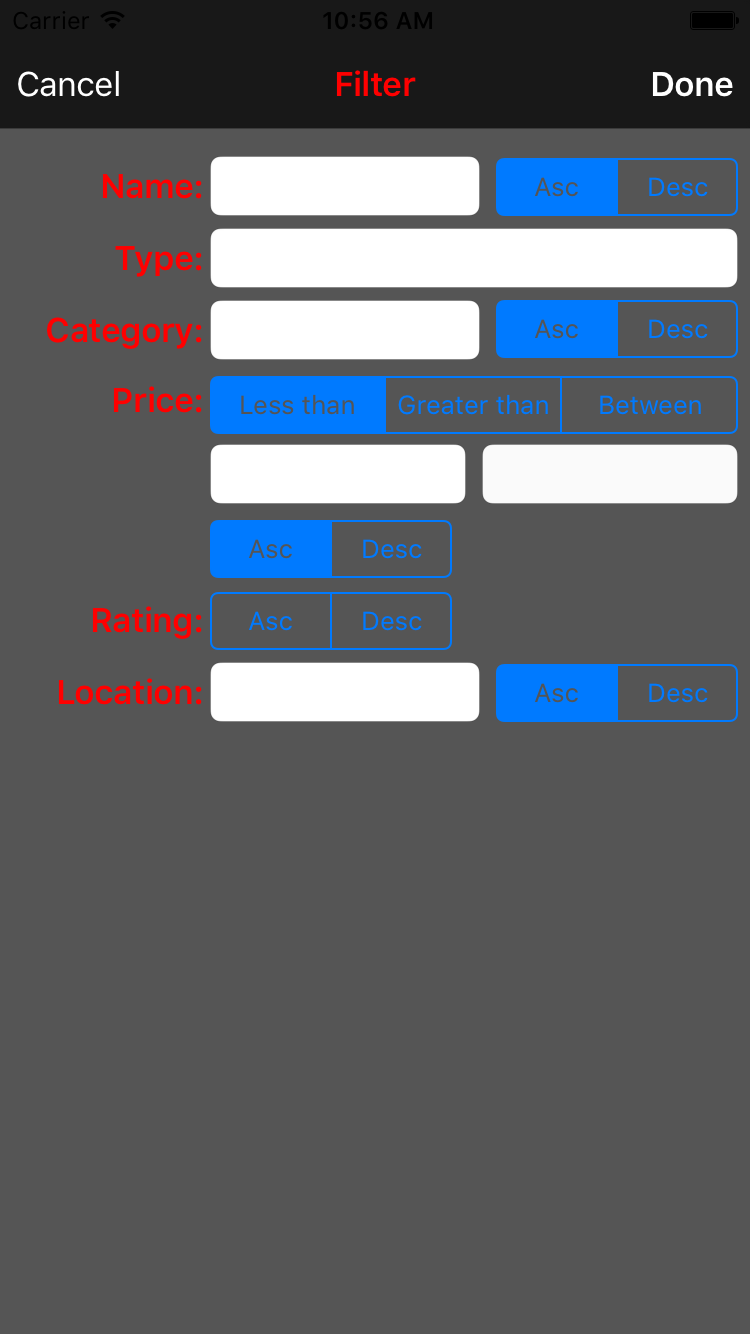 Carrier 10:56 AM
Cancel Filter Done
Name: Asc Desc
Type:
Category: Asc Desc
Price: Less than Greater than Between
Asc Desc
Rating: Asc Desc
Location: Asc Desc